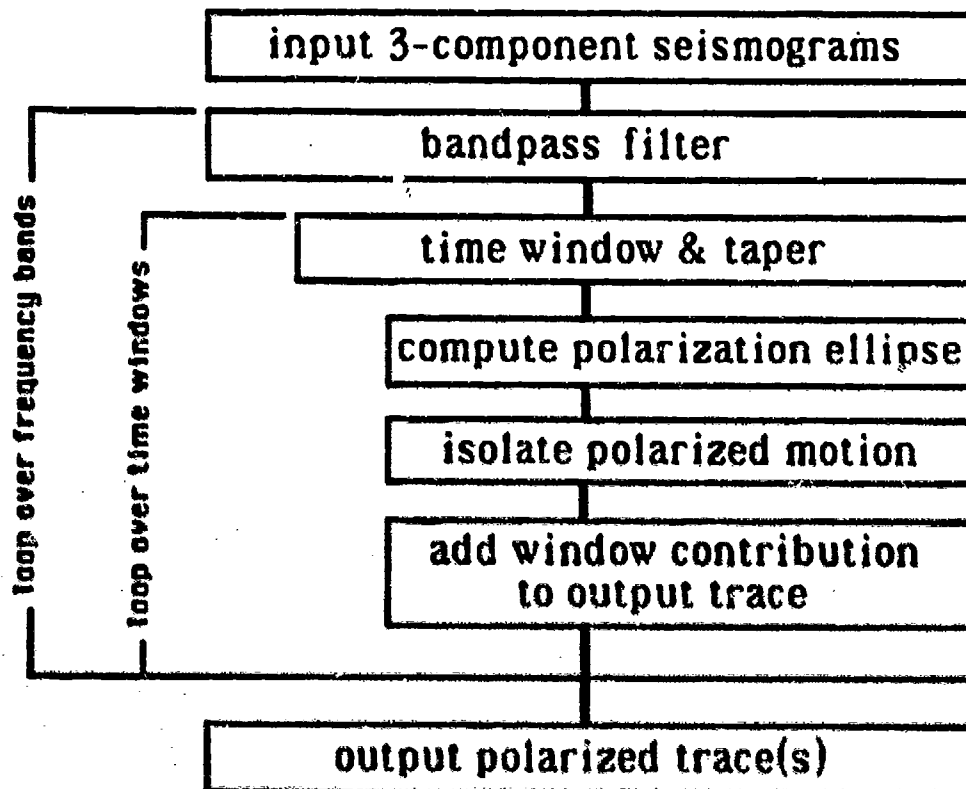 input 3-component seismograms
bandpass filter
time window & taper
compute polarization ellipse
isolate polarized motion
add window contribution
to output trace
output polarized trace(s)
loop over frequency bands
loop over time windows